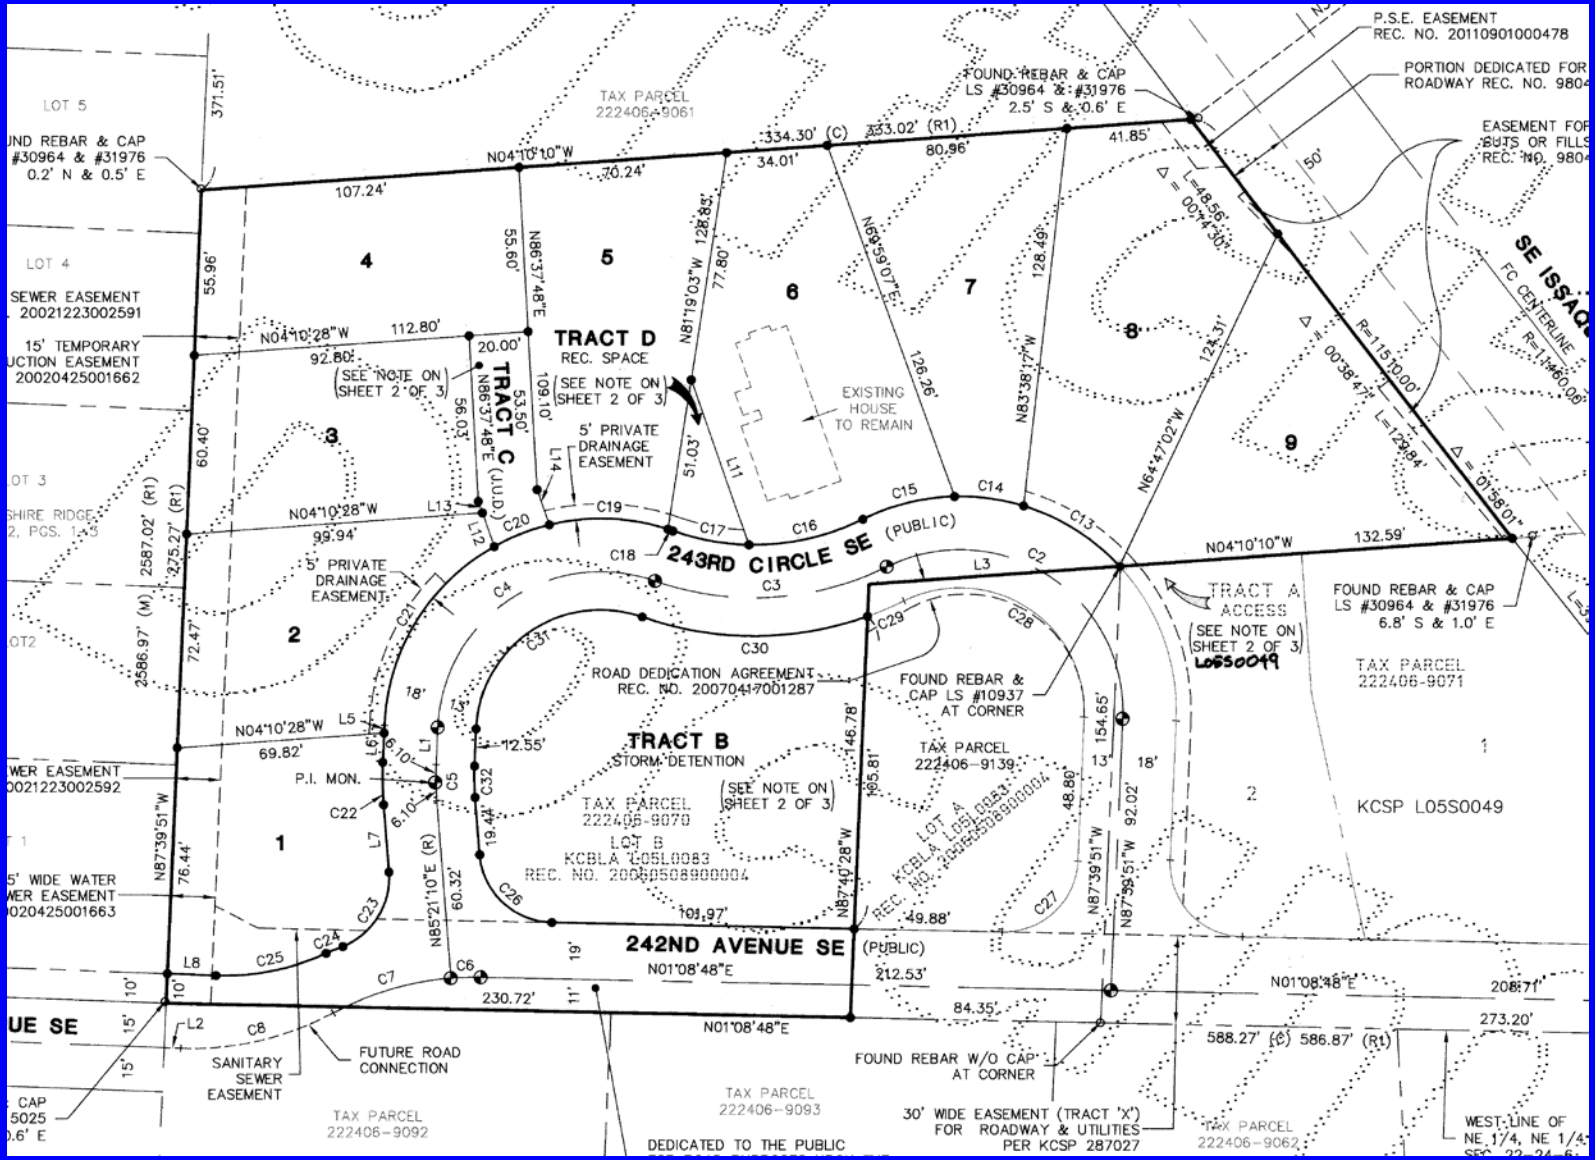 P.S.E. EASEMENT
REC. NO. 20110901000478
PORTION DEDICATED FOR
ROADWAY REC. NO. 9804
EASEMENT FOR
CUTS OR FILLS
REC. NO. 9804
FOUND REBAR & CAP
LS #30964 & #31976
2.5' S & 0.6' E
TAX PARCEL
222406-9061
371.51'
LOT 5
UND REBAR & CAP
#30964 & #31976
0.2' N & 0.5' E
334.30' (C) 333.02' (R1)
N04°10'10"W
107.24'
70.24'
34.01'
80.96'
41.85'
50'
L=48.56'
Δ = 00°14'30"
LOT 4
55.96'
4
55.60'
N86°37'48"E
5
N81°19'03"W 128.83'
77.80'
6
N69°59'07"E
126.26'
7
128.49'
N83°38'17"W
8
124.31'
N64°47'02"W
9
SE ISSAQU
FC CENTERLINE
R=11460.00'
R=11510.00'
Δ = 00°38'47"
L=129.84'
Δ = 01°58'01"
SEWER EASEMENT
20021223002591
15' TEMPORARY
UCTION EASEMENT
20020425001662
N04°10'28"W
112.80'
92.80'
20.00'
(SEE NOTE ON
SHEET 2 OF 3)
TRACT C
(J.U.D.)
56.03'
N86°37'48"E
53.50'
109.10'
TRACT D
REC. SPACE
(SEE NOTE ON
SHEET 2 OF 3)
5' PRIVATE
DRAINAGE
EASEMENT
51.03'
L11
L14
EXISTING
HOUSE
TO REMAIN
60.40'
3
LOT 3
SHIRE RIDGE
2, PGS. 1-5
2587.02' (R1)
2586.97' (M)
275.27' (R1)
L13
N04°10'28"W
99.94'
L12
C20
C19
C18
C17
C16
C15
C14
C13
243RD CIRCLE SE (PUBLIC)
N04°10'10"W
132.59'
FOUND REBAR & CAP
LS #30964 & #31976
6.8' S & 1.0' E
5' PRIVATE
DRAINAGE
EASEMENT
C21
C4
C3
L3
C2
TRACT A
ACCESS
(SEE NOTE ON
SHEET 2 OF 3)
L05S0049
LOT2
72.47'
2
C31
C30
C29
C28
ROAD DEDICATION AGREEMENT
REC. NO. 20070417001287
FOUND REBAR &
CAP LS #10937
AT CORNER
TAX PARCEL
222406-9071
N04°10'28"W
69.82'
L5
L6
18'
13'
L1
12.55'
6.10'
P.I. MON.
C5
C32
6.10'
C22
L7
19.44'
TRACT B
STORM DETENTION
(SEE NOTE ON
SHEET 2 OF 3)
TAX PARCEL
222406-9070
LOT B
KCBLA L05L0083
REC. NO. 20060508900004
146.78'
105.81'
N87°40'28"W
TAX PARCEL
222406-9139
LOT A
KCBLA L05L0083
REC. NO. 20060508900004
48.80'
154.65'
13'
18'
92.02'
N87°39'51"W
N87°39'51"W
1
2
KCSP L05S0049
WER EASEMENT
0021223002592
T 1
N87°39'51"W
76.44'
1
5' WIDE WATER
WER EASEMENT
0020425001663
C23
C24
C25
L8
N85°21'10"E (R)
60.32'
C26
101.97'
49.88'
C27
242ND AVENUE SE (PUBLIC)
19'
11'
C6
C7
N01°08'48"E
212.53'
N01°08'48"E
208.71'
230.72'
84.35'
N01°08'48"E
273.20'
588.27' (C) 586.87' (R1)
10'
10'
15'
15'
UE SE
L2
C8
SANITARY
SEWER
EASEMENT
FUTURE ROAD
CONNECTION
FOUND REBAR W/O CAP
AT CORNER
CAP
5025
0.6' E
TAX PARCEL
222406-9092
TAX PARCEL
222406-9093
DEDICATED TO THE PUBLIC
30' WIDE EASEMENT (TRACT 'X')
FOR ROADWAY & UTILITIES
PER KCSP 287027
TAX PARCEL
222406-9062
WEST LINE OF
NE 1/4, NE 1/4
SEC. 22-24-6